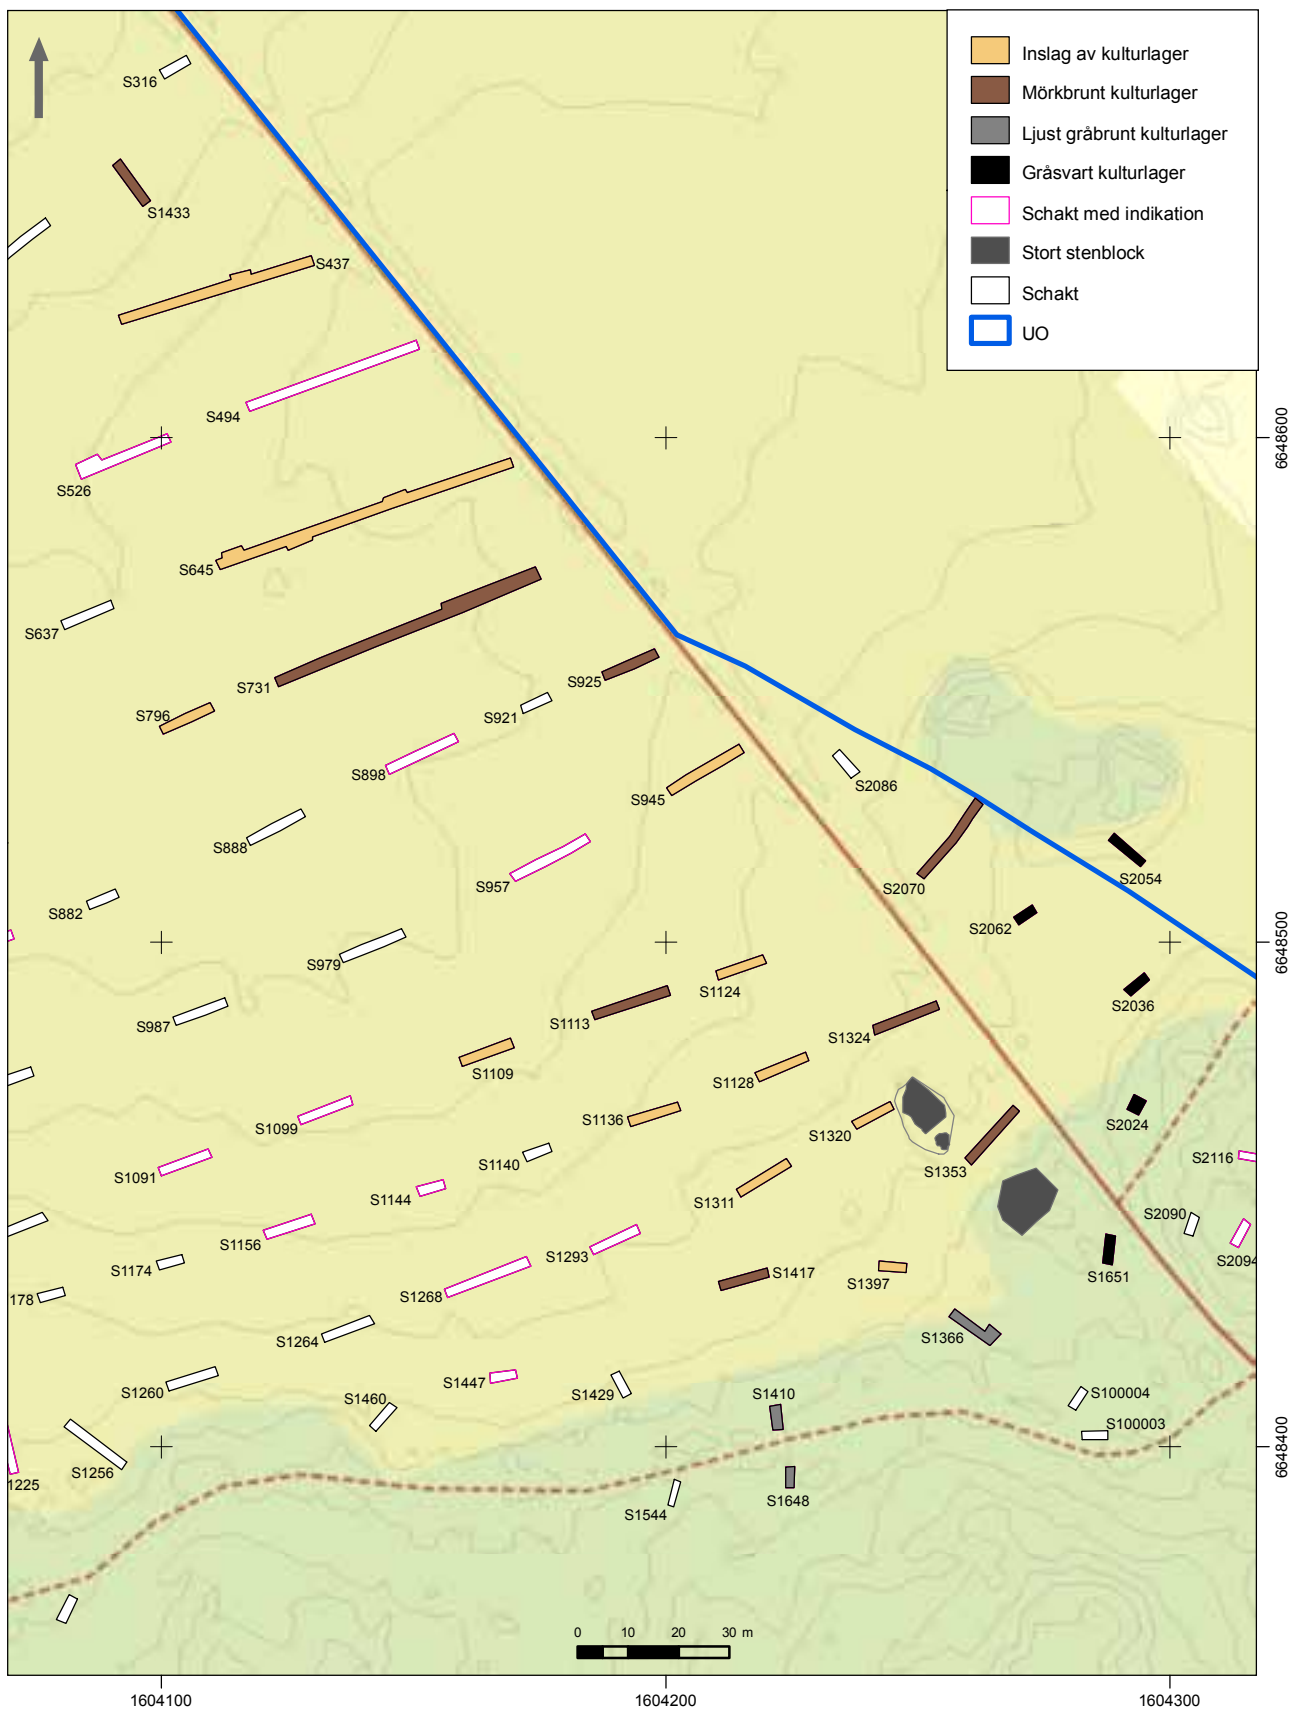 Inslag av kulturlager
Mörkbrunt kulturlager
Ljust gråbrunt kulturlager
Gråsvart kulturlager
Schakt med indikation
Stort stenblock
Schakt
UO
S316
S1433
S437
S494
S526
6648600
S645
S637
S731
S925
S796
S921
S898
S2086
S945
S888
S957
S2070
S2054
S882
S2062
S979
6648500
S1124
S987
S1113
S2036
S1324
S1109
S1128
S1099
S1136
S1320
S2024
S1091
S1140
S1353
S2116
S1144
S1311
S2090
S1156
S1293
S2094
S1174
S1417
S1397
S1651
178
S1268
S1264
S1366
S1260
S1447
S1429
S1410
S100004
S1460
S100003
6648400
S1256
1225
S1648
S1544
0 10 20 30 m
1604100 1604200 1604300